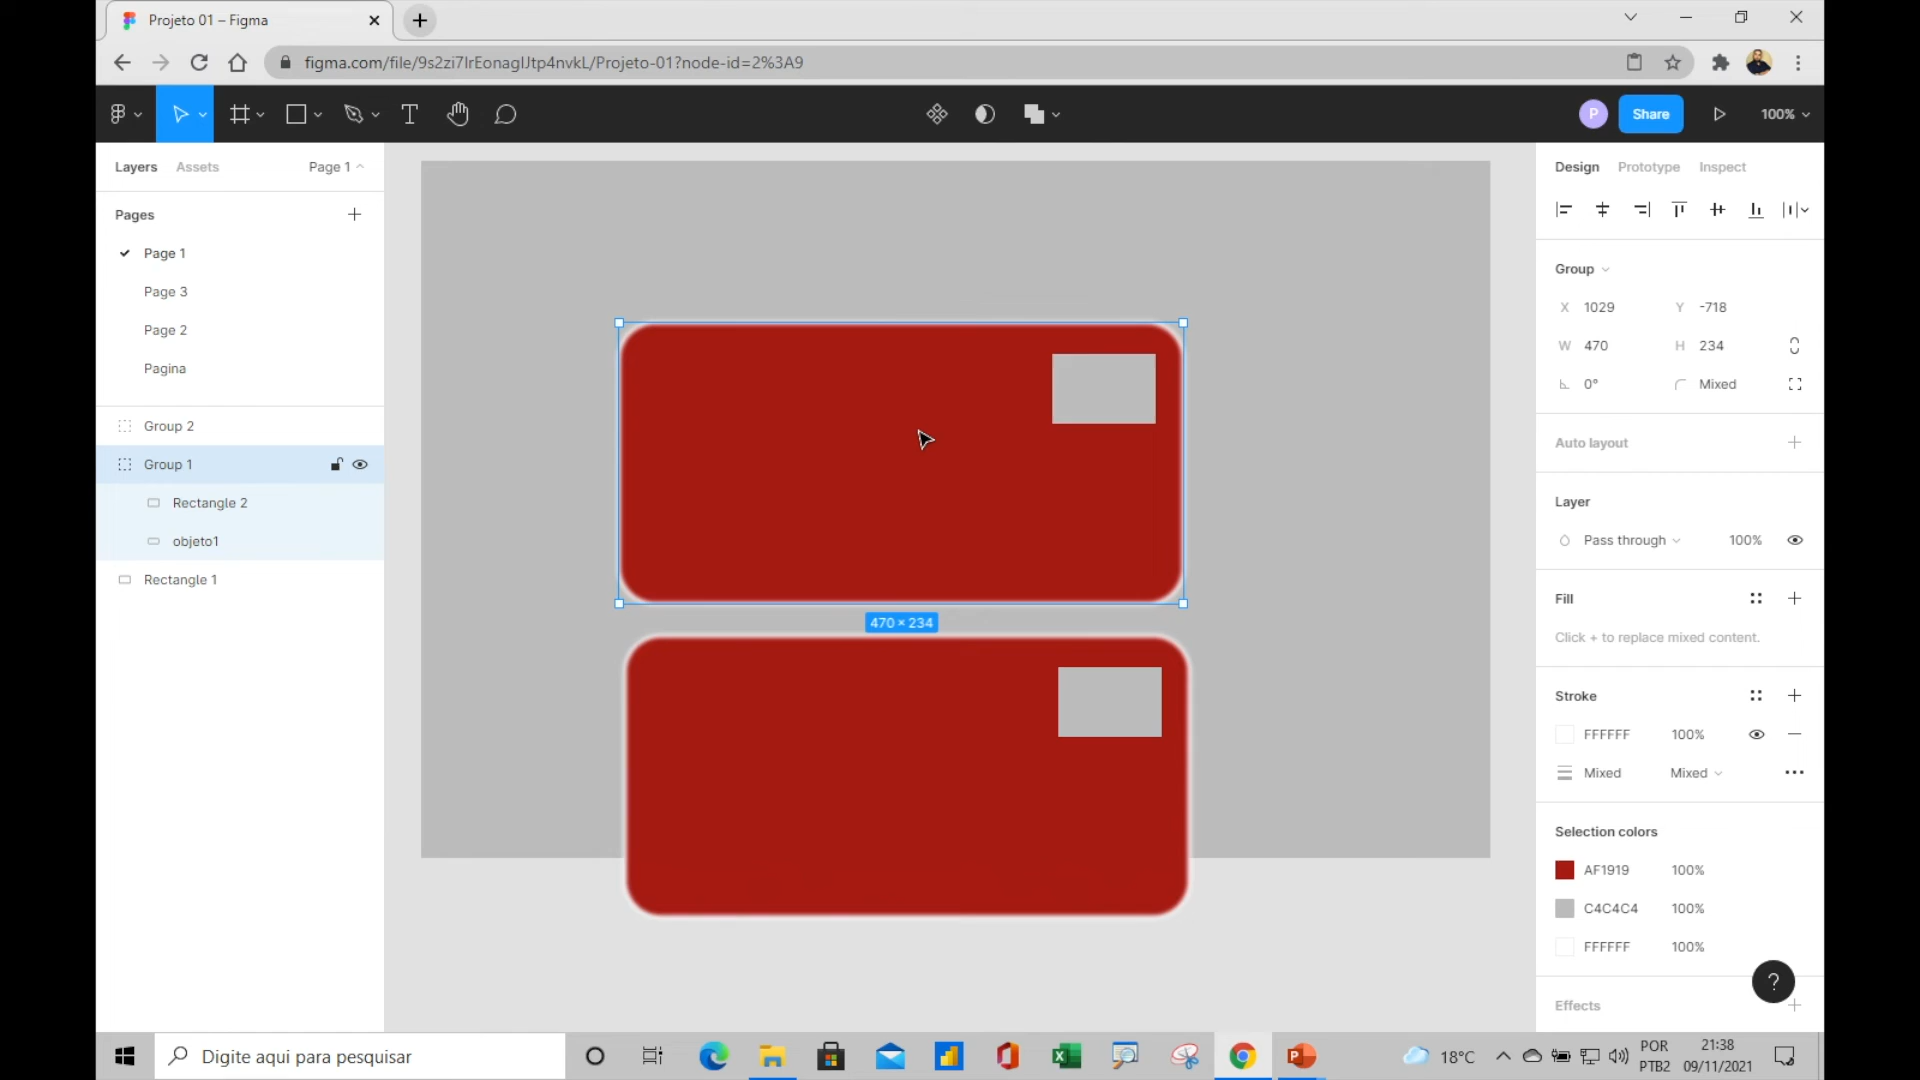 Projeto 01 – Figma
figma.com/file/9s2zi7IrEonagIJtp4nvkL/Projeto-01?node-id=2%3A9
P
Share
100%
Layers
Assets
Page 1
Pages
Page 1
Page 3
Page 2
Pagina
Group 2
Group 1
Rectangle 2
objeto1
Rectangle 1
470 × 234
Design
Prototype
Inspect
Group
X 1029
Y -718
W 470
H 234
0°
Mixed
Auto layout
Layer
Pass through
100%
Fill
Click + to replace mixed content.
Stroke
FFFFFF 100%
Mixed
Mixed
Selection colors
AF1919 100%
C4C4C4 100%
FFFFFF 100%
?
Effects
Digite aqui para pesquisar
18°C
POR
PTB2
21:38
09/11/2021